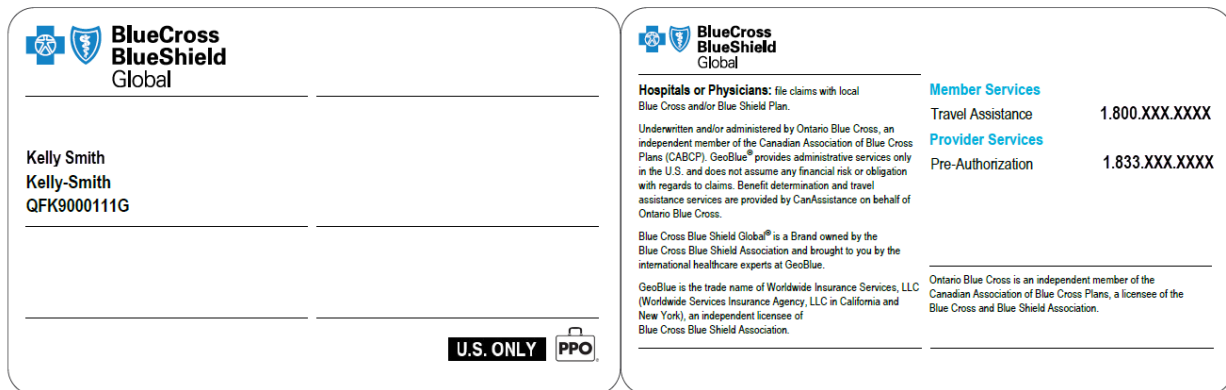 BlueCross
BlueShield
Global
Kelly Smith
Kelly-Smith
QFK9000111G
U.S. ONLY
PPO®
BlueCross
BlueShield
Global
Hospitals or Physicians: file claims with local
Blue Cross and/or Blue Shield Plan.
Underwritten and/or administered by Ontario Blue Cross, an
independent member of the Canadian Association of Blue Cross
Plans (CABCP). GeoBlue® provides administrative services only
in the U.S. and does not assume any financial risk or obligation
with regards to claims. Benefit determination and travel
assistance services are provided by CanAssistance on behalf of
Ontario Blue Cross.
Blue Cross Blue Shield Global® is a Brand owned by the
Blue Cross Blue Shield Association and brought to you by the
international healthcare experts at GeoBlue.
GeoBlue is the trade name of Worldwide Insurance Services, LLC
(Worldwide Services Insurance Agency, LLC in California and
New York), an independent licensee of
Blue Cross Blue Shield Association.
Member Services
Travel Assistance 1.800.XXX.XXXX
Provider Services
Pre-Authorization 1.833.XXX.XXXX
Ontario Blue Cross is an independent member of the
Canadian Association of Blue Cross Plans, a licensee of the
Blue Cross and Blue Shield Association.